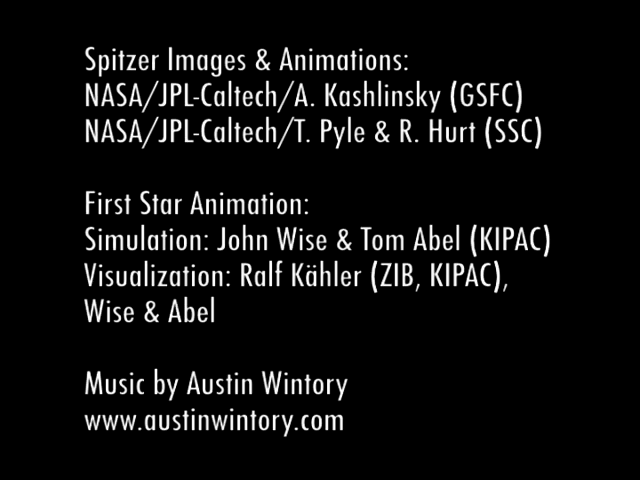 Spitzer Images & Animations:
NASA/JPL-Caltech/A. Kashlinsky (GSFC)
NASA/JPL-Caltech/T. Pyle & R. Hurt (SSC)
First Star Animation:
Simulation: John Wise & Tom Abel (KIPAC)
Visualization: Ralf Kähler (ZIB, KIPAC),
Wise & Abel
Music by Austin Wintory
www.austinwintory.com